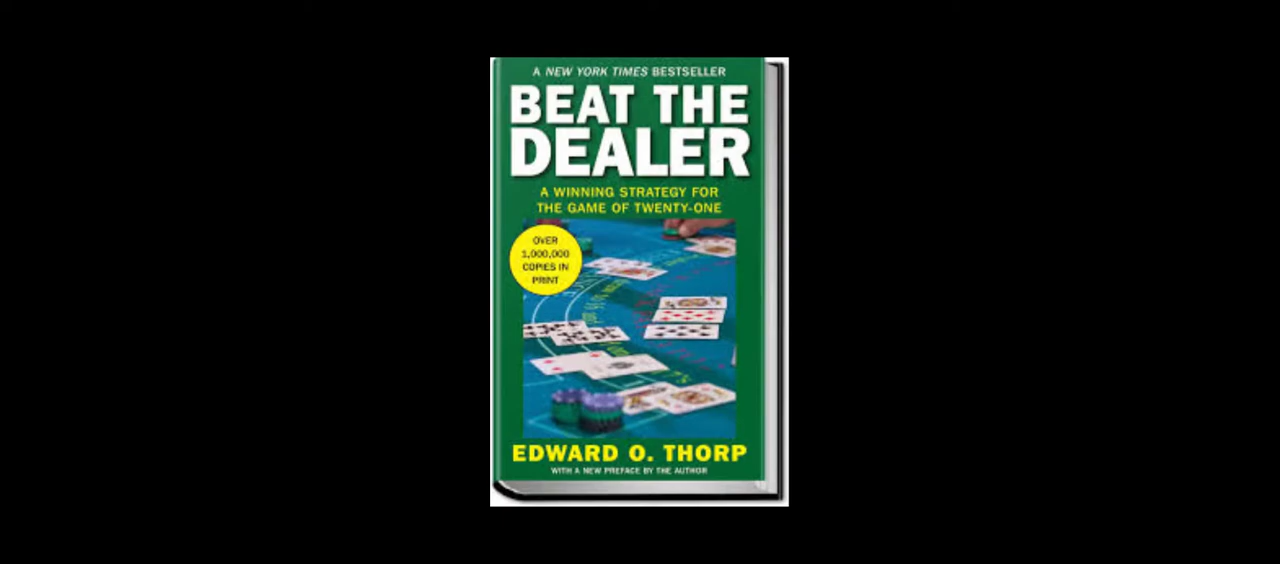 A NEW YORK TIMES BESTSELLER
BEAT THE
DEALER
A WINNING STRATEGY FOR
THE GAME OF TWENTY-ONE
OVER
1,000,000
COPIES IN
PRINT
EDWARD O. THORP
WITH A NEW PREFACE BY THE AUTHOR